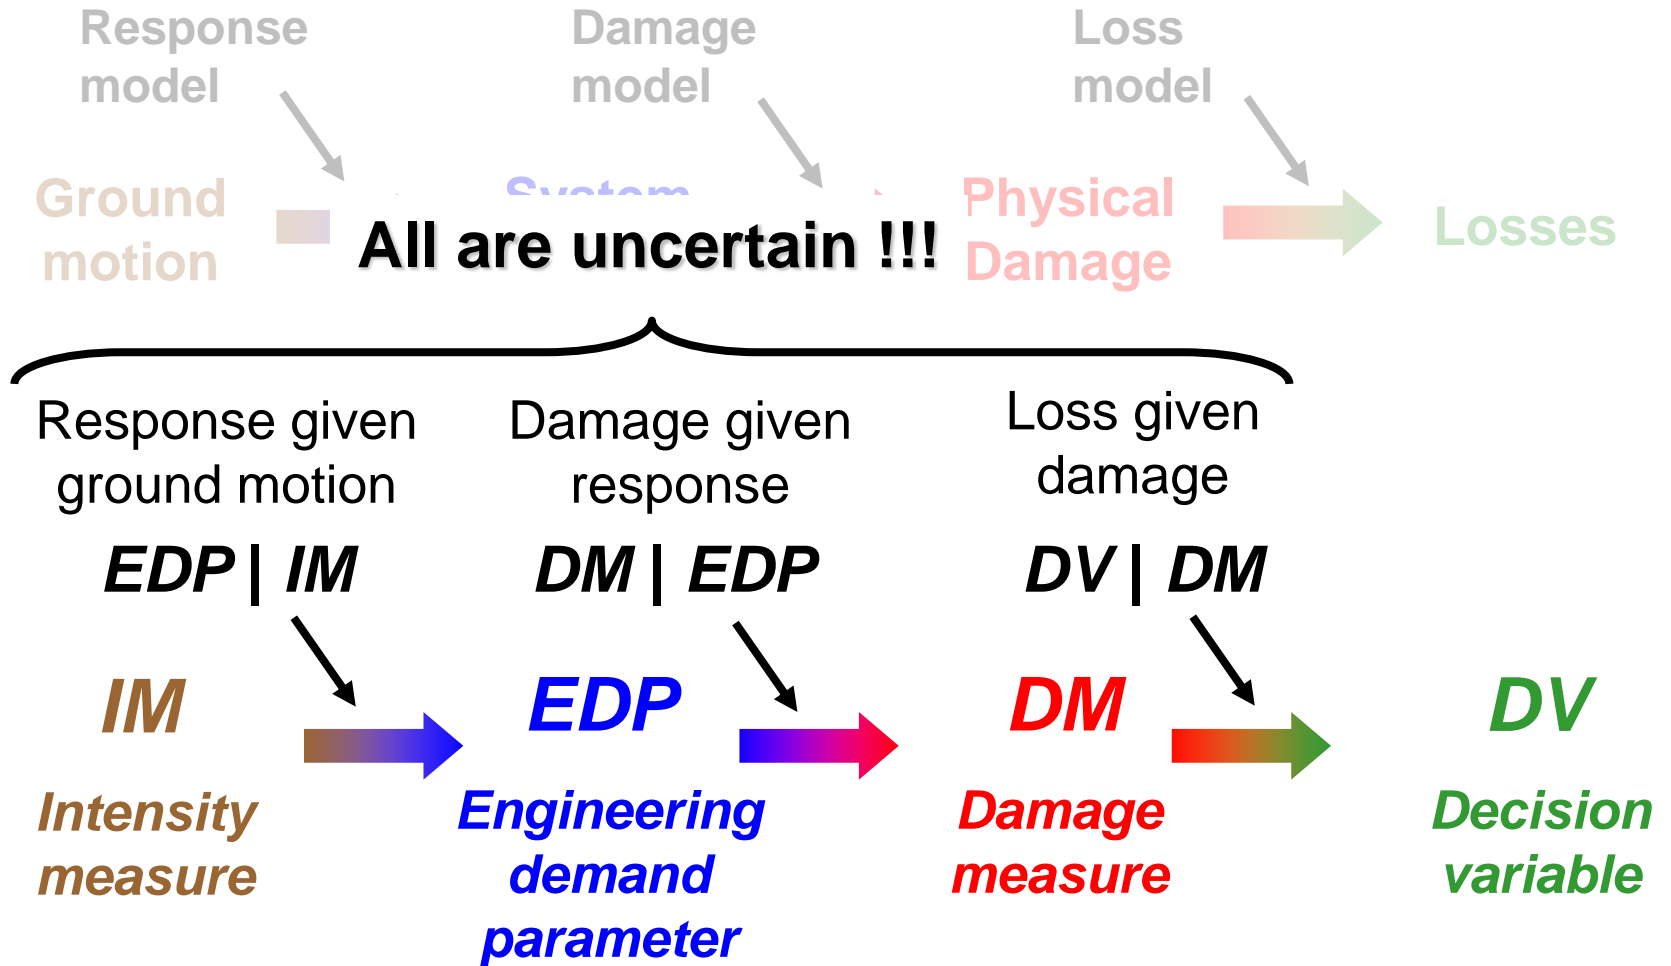 Response
model
Damage
model
Loss
model
Ground
motion
System
Physical
Damage
Losses
All are uncertain !!!
Response given
ground motion
Damage given
response
Loss given
damage
EDP | IM
DM | EDP
DV | DM
IM
EDP
DM
DV
Intensity
measure
Engineering
demand
parameter
Damage
measure
Decision
variable